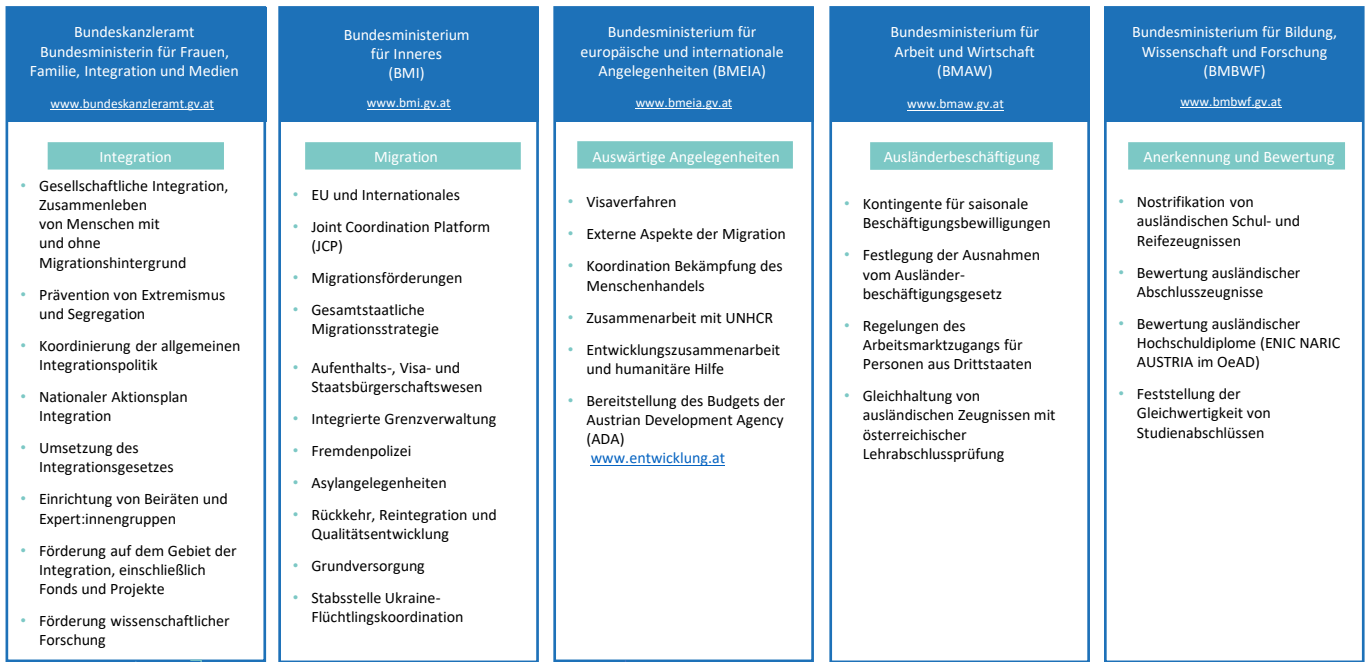 Bundeskanzleramt
Bundesministerin für Frauen,
Familie, Integration und Medien
www.bundeskanzleramt.gv.at
Integration
Gesellschaftliche Integration,
Zusammenleben
von Menschen mit
und ohne
Migrationshintergrund
Prävention von Extremismus
und Segregation
Koordinierung der allgemeinen
Integrationspolitik
Nationaler Aktionsplan
Integration
Umsetzung des
Integrationsgesetzes
Einrichtung von Beiräten und
Expert:innengruppen
Förderung auf dem Gebiet der
Integration, einschließlich
Fonds und Projekte
Förderung wissenschaftlicher
Forschung
Bundesministerium
für Inneres
(BMI)
www.bmi.gv.at
Migration
EU und Internationales
Joint Coordination Platform
(JCP)
Migrationsförderungen
Gesamtstaatliche
Migrationsstrategie
Aufenthalts-, Visa- und
Staatsbürgerschaftswesen
Integrierte Grenzverwaltung
Fremdenpolizei
Asylangelegenheiten
Rückkehr, Reintegration und
Qualitätsentwicklung
Grundversorgung
Stabsstelle Ukraine-
Flüchtlingskoordination
Bundesministerium für
europäische und internationale
Angelegenheiten (BMEIA)
www.bmeia.gv.at
Auswärtige Angelegenheiten
Visaverfahren
Externe Aspekte der Migration
Koordination Bekämpfung des
Menschenhandels
Zusammenarbeit mit UNHCR
Entwicklungszusammenarbeit
und humanitäre Hilfe
Bereitstellung des Budgets der
Austrian Development Agency
(ADA)
www.entwicklung.at
Bundesministerium für
Arbeit und Wirtschaft
(BMAW)
www.bmaw.gv.at
Ausländerbeschäftigung
Kontingente für saisonale
Beschäftigungsbewilligungen
Festlegung der Ausnahmen
vom Ausländer-
beschäftigungsgesetz
Regelungen des
Arbeitsmarktzugangs für
Personen aus Drittstaaten
Gleichhaltung von
ausländischen Zeugnissen mit
österreichischer
Lehrabschlussprüfung
Bundesministerium für Bildung,
Wissenschaft und Forschung
(BMBWF)
www.bmbwf.gv.at
Anerkennung und Bewertung
Nostrifikation von
ausländischen Schul- und
Reifezeugnissen
Bewertung ausländischer
Abschlusszeugnisse
Bewertung ausländischer
Hochschuldiplome (ENIC NARIC
AUSTRIA im OeAD)
Feststellung der
Gleichwertigkeit von
Studienabschlüssen